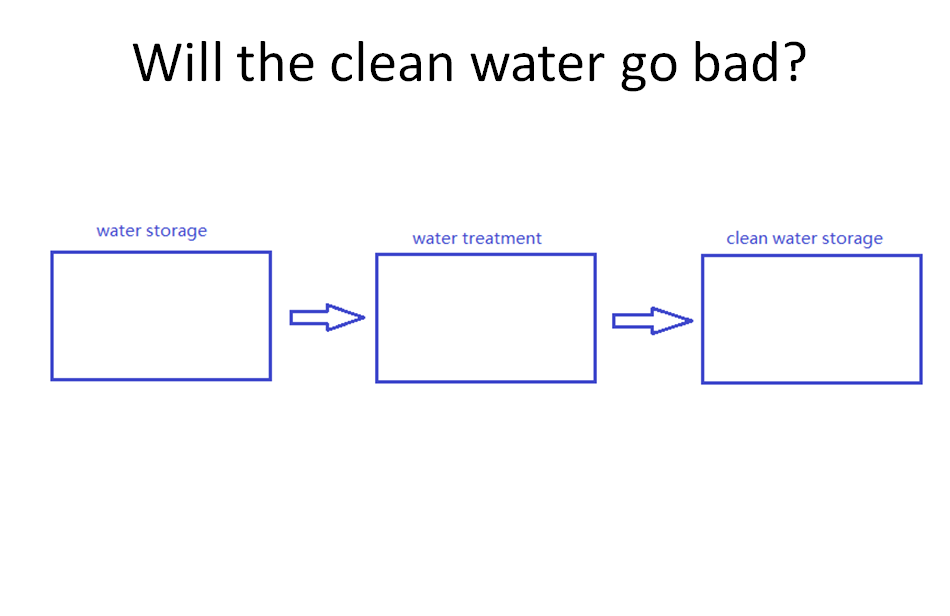 Will the clean water go bad?
water storage
water treatment
clean water storage